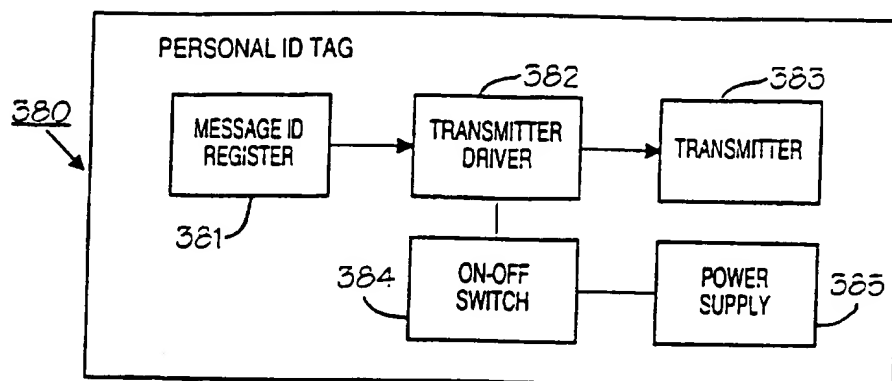 PERSONAL ID TAG
380
382
383
MESSAGE ID
REGISTER
TRANSMITTER
DRIVER
TRANSMITTER
381
384
ON-OFF
SWITCH
POWER
SUPPLY
385